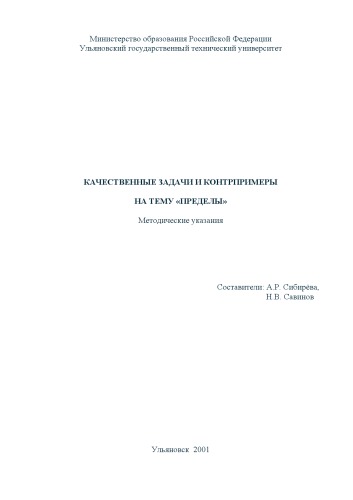 Министерство образования Российской Федерации
Ульяновский государственный технический университет
КАЧЕСТВЕННЫЕ ЗАДАЧИ И КОНТРПРИМЕРЫ
НА ТЕМУ «ПРЕДЕЛЫ»
Методические указания
Составители: А.Р. Сибирёва,
Н.В. Савинов
Ульяновск 2001